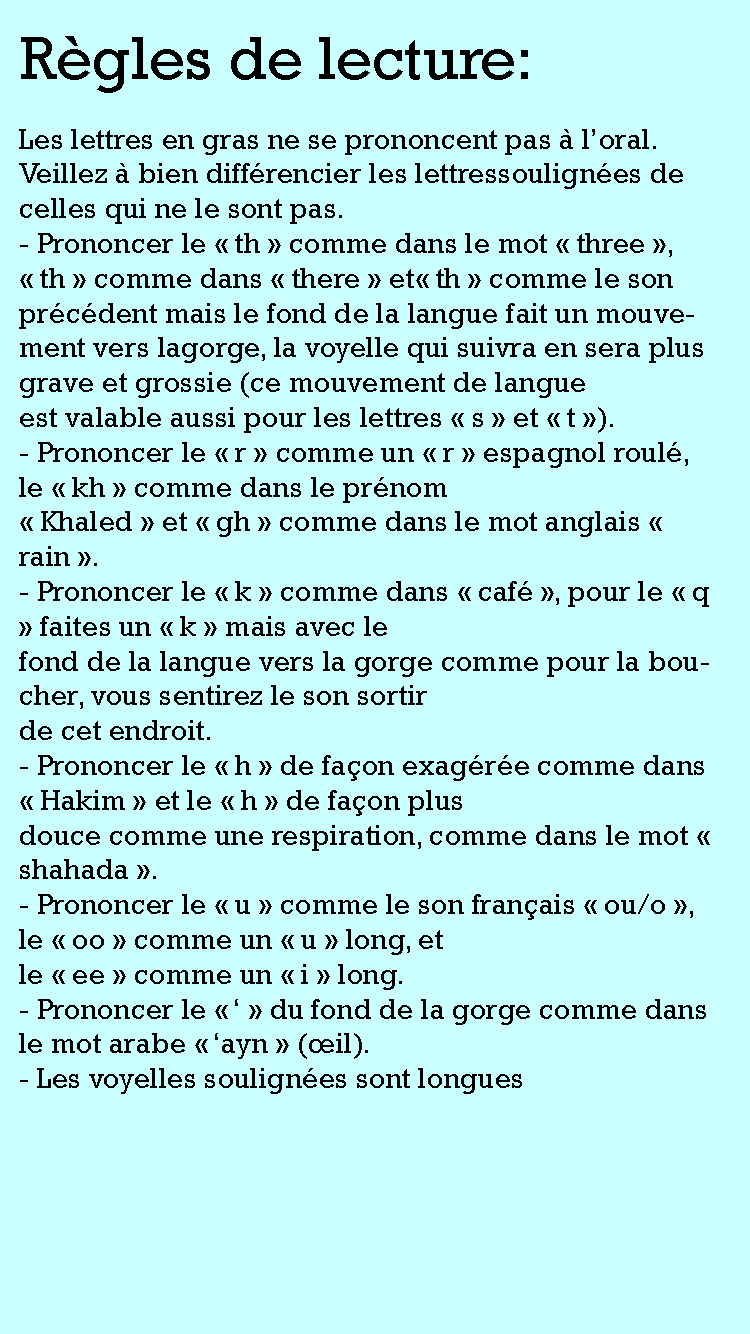 Règles de lecture:
Les lettres en gras ne se prononcent pas à l’oral.
Veillez à bien différencier les lettressoulignées de
celles qui ne le sont pas.
- Prononcer le « th » comme dans le mot « three »,
« th » comme dans « there » et« th » comme le son
précédent mais le fond de la langue fait un mouve-
ment vers lagorge, la voyelle qui suivra en sera plus
grave et grossie (ce mouvement de langue
est valable aussi pour les lettres « s » et « t »).
- Prononcer le « r » comme un « r » espagnol roulé,
le « kh » comme dans le prénom
« Khaled » et « gh » comme dans le mot anglais «
rain ».
- Prononcer le « k » comme dans « café », pour le « q
» faites un « k » mais avec le
fond de la langue vers la gorge comme pour la bou-
cher, vous sentirez le son sortir
de cet endroit.
- Prononcer le « h » de façon exagérée comme dans
« Hakim » et le « h » de façon plus
douce comme une respiration, comme dans le mot «
shahada ».
- Prononcer le « u » comme le son français « ou/o »,
le « oo » comme un « u » long, et
le « ee » comme un « i » long.
- Prononcer le « ‘ » du fond de la gorge comme dans
le mot arabe « ‘ayn » (œil).
- Les voyelles soulignées sont longues